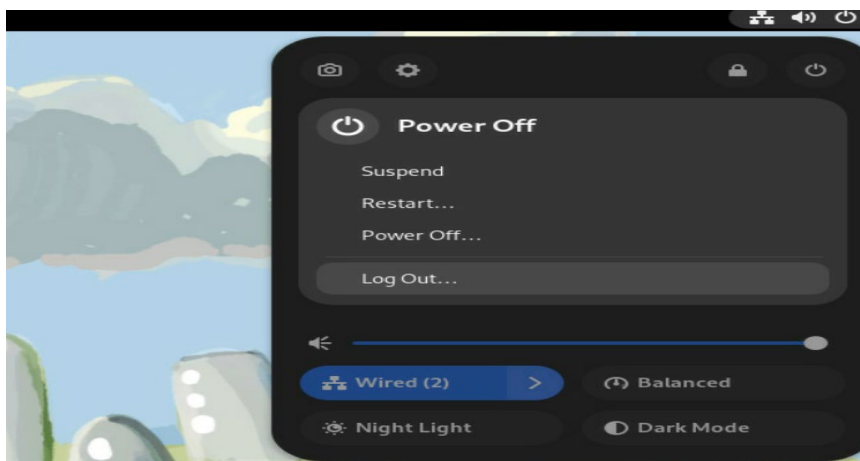 Power Off
Suspend
Restart...
Power Off...
Log Out...
Wired (2)
Balanced
Night Light
Dark Mode